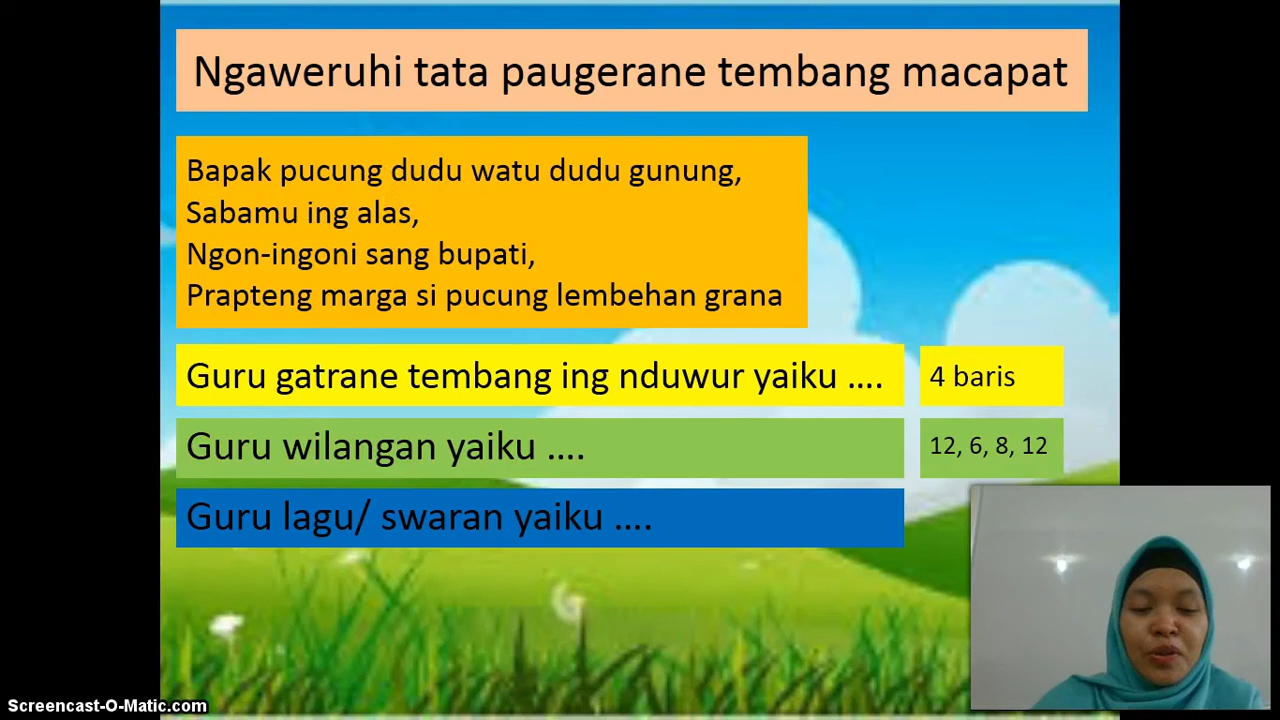 Ngaweruhi tata paugerane tembang macapat
Bapak pucung dudu watu dudu gunung,
Sabamu ing alas,
Ngon-ingoni sang bupati,
Prapteng marga si pucung lembehan grana
Guru gatrane tembang ing nduwur yaiku ....
4 baris
Guru wilangan yaiku ....
12, 6, 8, 12
Guru lagu/ swaran yaiku ....
Screencast-O-Matic.com